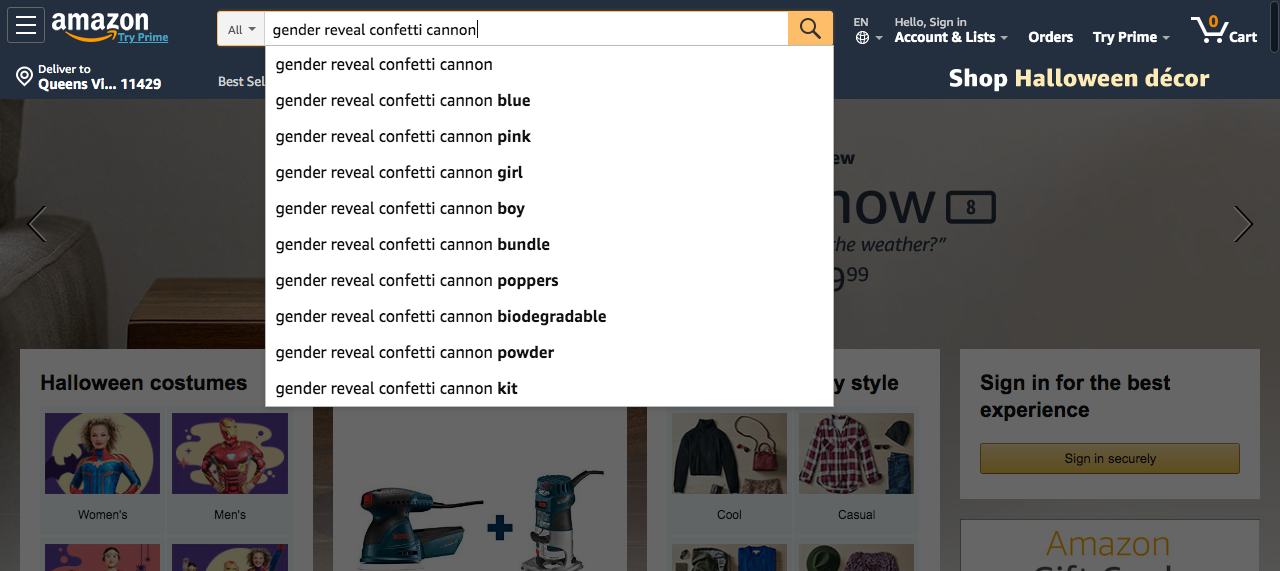 amazon
Try Prime
All
gender reveal confetti cannon
EN
Hello, Sign in
Account & Lists
Orders
Try Prime
0
Cart
Deliver to
Queens Vi... 11429
Best Sel
Shop Halloween décor
gender reveal confetti cannon
gender reveal confetti cannon blue
gender reveal confetti cannon pink
gender reveal confetti cannon girl
gender reveal confetti cannon boy
gender reveal confetti cannon bundle
gender reveal confetti cannon poppers
gender reveal confetti cannon biodegradable
gender reveal confetti cannon powder
gender reveal confetti cannon kit
ew
how 8
the weather?”
999
Halloween costumes
y style
Sign in for the best
experience
Sign in securely
Women's
Men's
Cool
Casual
Amazon
Gift Card